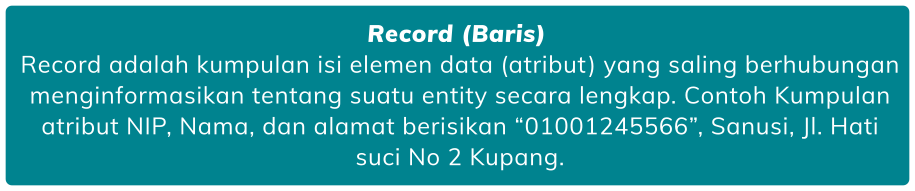 Record (Baris)
Record adalah kumpulan isi elemen data (atribut) yang saling berhubungan
menginformasikan tentang suatu entity secara lengkap. Contoh Kumpulan
atribut NIP, Nama, dan alamat berisikan “01001245566”, Sanusi, Jl. Hati
suci No 2 Kupang.